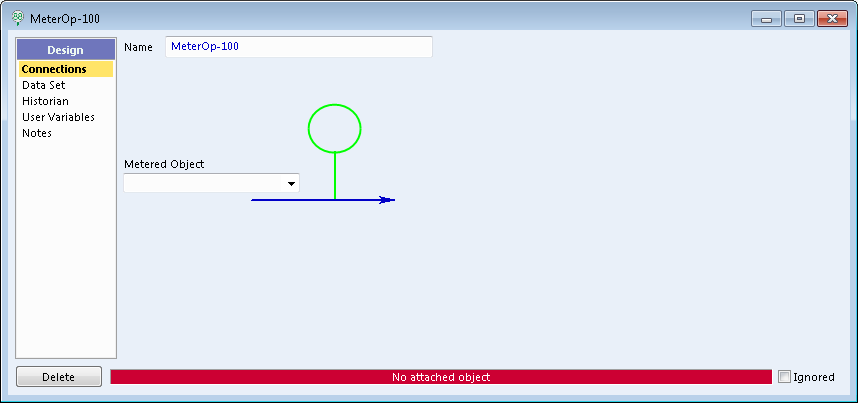 MeterOp-100
Design
Connections
Data Set
Historian
User Variables
Notes
Name MeterOp-100
Metered Object
Delete
No attached object
Ignored